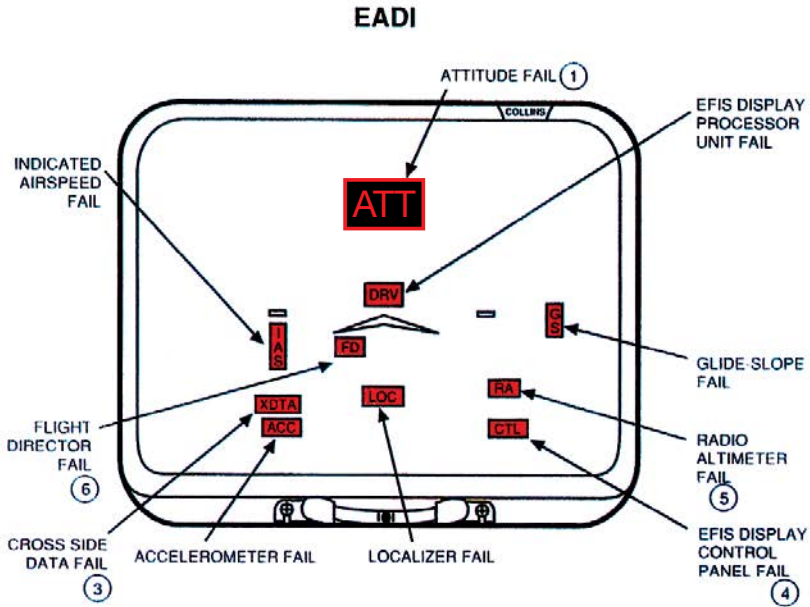 EADI
ATTITUDE FAIL 1
COLLINS
EFIS DISPLAY
PROCESSOR
UNIT FAIL
INDICATED
AIRSPEED
FAIL
ATT
DRV
IAS
GS
FD
GLIDE-SLOPE
FAIL
XDTA
LOC
RA
ACC
CTL
FLIGHT
DIRECTOR
FAIL
6
RADIO
ALTIMETER
FAIL
5
CROSS SIDE
DATA FAIL
3
ACCELEROMETER FAIL
LOCALIZER FAIL
EFIS DISPLAY
CONTROL
PANEL FAIL
4